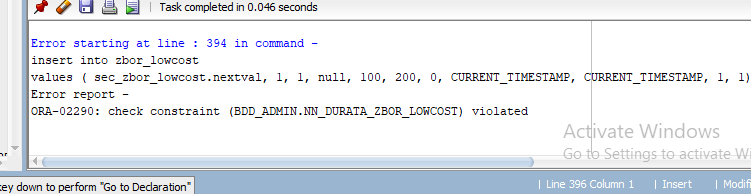 Task completed in 0.046 seconds
Error starting at line : 394 in command -
insert into zbor_lowcost
values ( sec_zbor_lowcost.nextval, 1, 1, null, 100, 200, 0, CURRENT_TIMESTAMP, CURRENT_TIMESTAMP, 1, 1)
Error report -
ORA-02290: check constraint (BDD_ADMIN.NN_DURATA_ZBOR_LOWCOST) violated
Activate Windows
Go to Settings to activate Wi
key down to perform "Go to Declaration"
Line 396 Column 1 | Insert | Modif